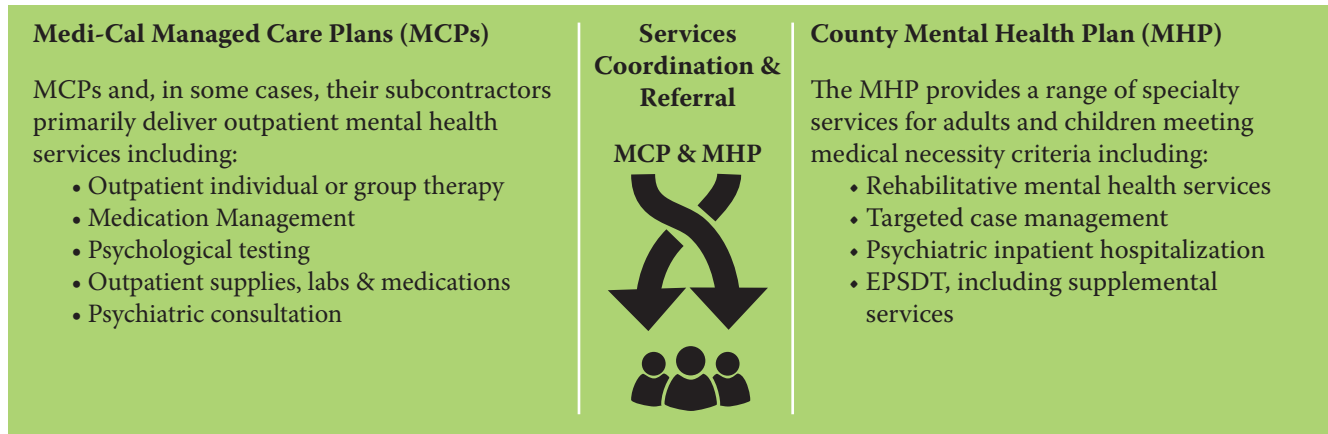 Medi-Cal Managed Care Plans (MCPs)
MCPs and, in some cases, their subcontractors
primarily deliver outpatient mental health
services including:
• Outpatient individual or group therapy
• Medication Management
• Psychological testing
• Outpatient supplies, labs & medications
• Psychiatric consultation
Services
Coordination &
Referral
MCP & MHP
County Mental Health Plan (MHP)
The MHP provides a range of specialty
services for adults and children meeting
medical necessity criteria including:
⬩ Rehabilitative mental health services
⬩ Targeted case management
⬩ Psychiatric inpatient hospitalization
⬩ EPSDT, including supplemental
services